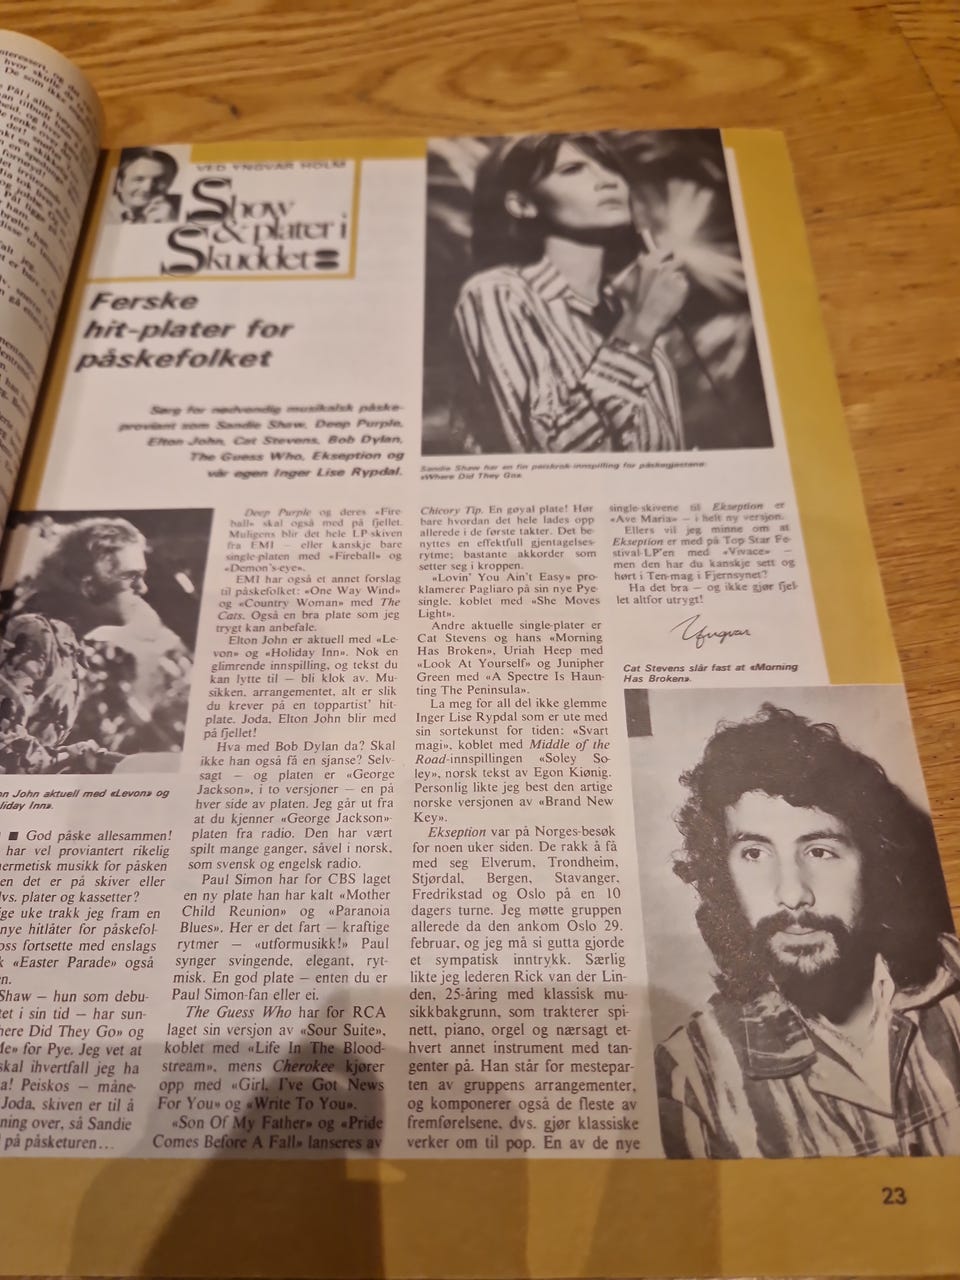 VED YNGVAR HOLM
Show
& plater i
Skuddet
Ferske
hit-plater for
påskefolket
Sørg for nødvendig musikalsk påske-
proviant som Sandie Shaw, Deep Purple,
Elton John, Cat Stevens, Bob Dylan,
The Guess Who, Ekseption og
vår egen Inger Lise Rypdal.
Sandie Shaw har en fin peiskrok-innspilling for påskegjestene:
«Where Did They Go».
on John aktuell med «Levon» og
liday Inn».
■ God påske allesammen!
har vel proviantert rikelig
ermetisk musikk for påsken
en det er på skiver eller
vs. plater og kassetter?
ige uke trakk jeg fram en
nye hitlåter for påskefol-
oss fortsette med enslags
k «Easter Parade» også
en.
Shaw — hun som debu-
tet i sin tid — har sun-
here Did They Go» og
Me» for Pye. Jeg vet at
skal ihvertfall jeg ha
a! Peiskos — måne-
Joda, skiven er til å
ning over, så Sandie
på påsketuren...
Deep Purple og deres «Fire-
ball» skal også med på fjellet.
Muligens blir det hele LP-skiven
fra EMI — eller kanskje bare
single-platen med «Fireball» og
«Demon's-eye».
EMI har også et annet forslag
til påskefolket: «One Way Wind»
og «Country Woman» med The
Cats. Også en bra plate som jeg
trygt kan anbefale.
Elton John er aktuell med «Le-
von» og «Holiday Inn». Nok en
glimrende innspilling, og tekst du
kan lytte til — bli klok av. Mu-
sikken, arrangementet, alt er slik
du krever på en toppartist' hit-
plate. Joda, Elton John blir med
på fjellet!
Hva med Bob Dylan da? Skal
ikke han også få en sjanse? Selv-
sagt — og platen er «George
Jackson», i to versjoner — en på
hver side av platen. Jeg går ut fra
at du kjenner «George Jackson»-
platen fra radio. Den har vært
spilt mange ganger, såvel i norsk,
som svensk og engelsk radio.
Paul Simon har for CBS laget
en ny plate han har kalt «Mother
Child Reunion» og «Paranoia
Blues». Her er det fart — kraftige
rytmer — «utformusikk!» Paul
synger svingende, elegant, ryt-
misk. En god plate — enten du er
Paul Simon-fan eller ei.
The Guess Who har for RCA
laget sin versjon av «Sour Suite»,
koblet med «Life In The Blood-
stream», mens Cherokee kjører
opp med «Girl, I've Got News
For You» og «Write To You».
«Son Of My Father» og «Pride
Comes Before A Fall» lanseres av
Chicory Tip. En gøyal plate! Hør
bare hvordan det hele lades opp
allerede i de første takter. Det be-
nyttes en effektfull gjentagelses-
rytme; bastante akkorder som
setter seg i kroppen.
«Lovin' You Ain't Easy» pro-
klamerer Pagliaro på sin nye Pye-
single, koblet med «She Moves
Light».
Andre aktuelle single-plater er
Cat Stevens og hans «Morning
Has Broken», Uriah Heep med
«Look At Yourself» og Junipher
Green med «A Spectre Is Haun-
ting The Peninsula».
La meg for all del ikke glemme
Inger Lise Rypdal som er ute med
sin sortekunst for tiden: «Svart
magi», koblet med Middle of the
Road-innspillingen «Soley So-
ley», norsk tekst av Egon Kiønig.
Personlig likte jeg best den artige
norske versjonen av «Brand New
Key».
Ekseption var på Norges-besøk
for noen uker siden. De rakk å få
med seg Elverum, Trondheim,
Stjørdal, Bergen, Stavanger,
Fredrikstad og Oslo på en 10
dagers turne. Jeg møtte gruppen
allerede da den ankom Oslo 29.
februar, og jeg må si gutta gjorde
et sympatisk inntrykk. Særlig
likte jeg lederen Rick van der Lin-
den, 25-åring med klassisk mu-
sikkbakgrunn, som trakterer spi-
nett, piano, orgel og nærsagt et-
hvert annet instrument med tan-
genter på. Han står for mestepar-
ten av gruppens arrangementer,
og komponerer også de fleste av
fremførelsene, dvs. gjør klassiske
verker om til pop. En av de nye
single-skivene til Ekseption er
«Ave Maria» — i helt ny versjon.
Ellers vil jeg minne om at
Ekseption er med på Top Star Fe-
stival-LP'en med «Vivace» —
men den har du kanskje sett og
hørt i Ten-mag i Fjernsynet?
Ha det bra — og ikke gjør fjel-
let altfor utrygt!
Yngvar
Cat Stevens slår fast at «Morning
Has Broken».
23